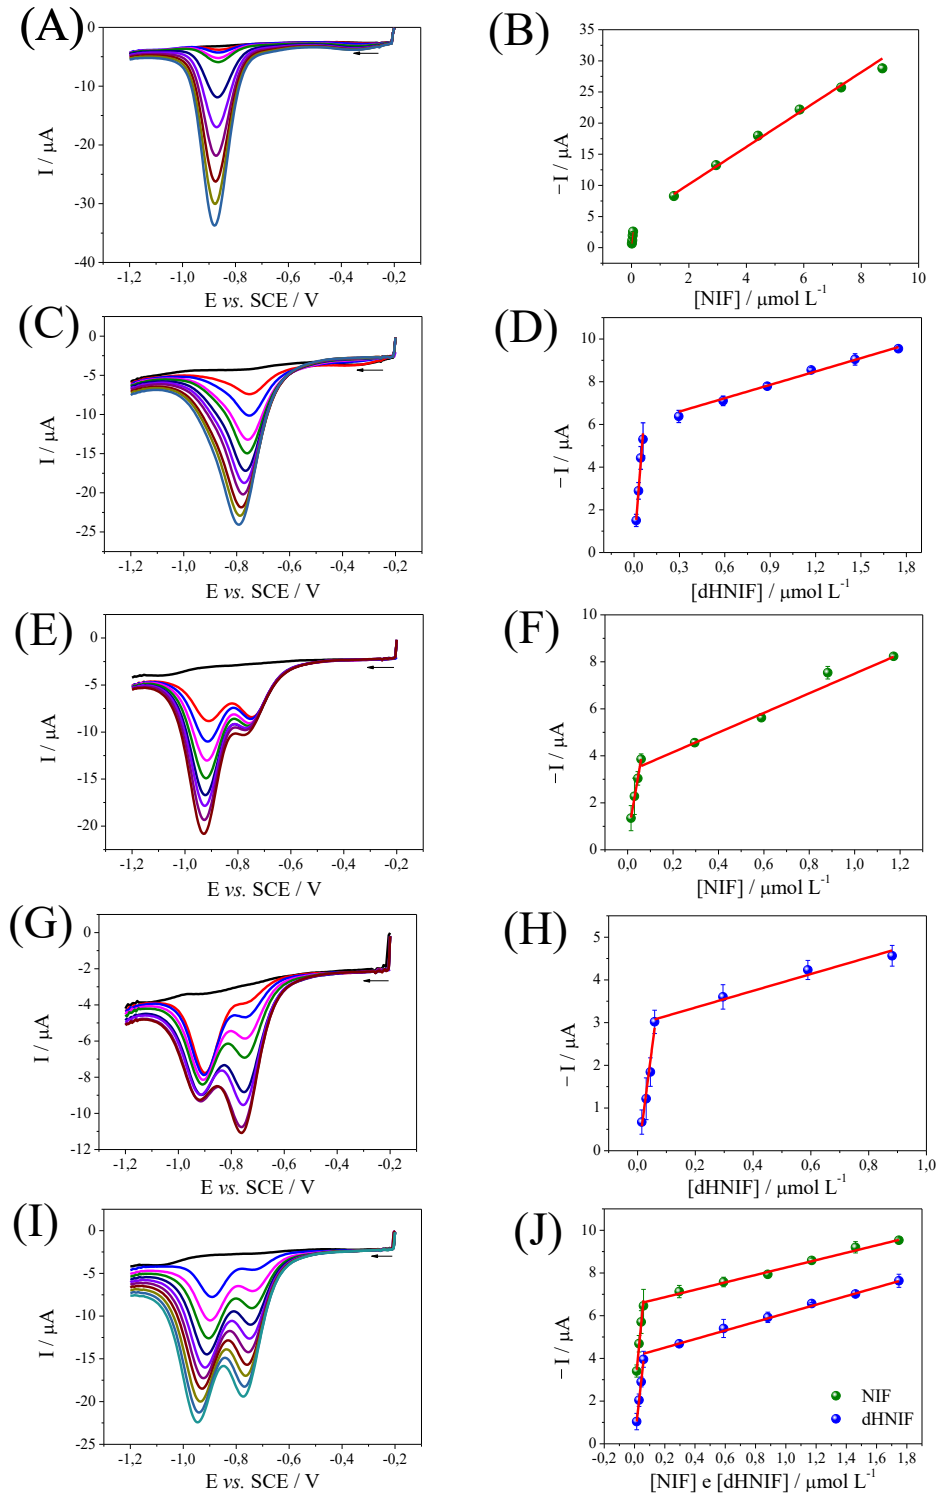 (A)
0
-10
-20
-30
-40
I / µA
-1,2 -1,0 -0,8 -0,6 -0,4 -0,2
E vs. SCE / V
(B)
35
30
25
20
15
10
5
0
− I / µA
0 2 4 6 8 10
[NIF] / µmol L-1
(C)
0
-5
-10
-15
-20
-25
I / µA
-1,2 -1,0 -0,8 -0,6 -0,4 -0,2
E vs. SCE / V
(D)
10
8
6
4
2
0
− I / µA
0,0 0,3 0,6 0,9 1,2 1,5 1,8
[dHNIF] / µmol L-1
(E)
0
-5
-10
-15
-20
I / µA
-1,2 -1,0 -0,8 -0,6 -0,4 -0,2
E vs. SCE / V
(F)
10
8
6
4
2
0
− I / µA
0,0 0,2 0,4 0,6 0,8 1,0 1,2
[NIF] / µmol L-1
(G)
0
-2
-4
-6
-8
-10
-12
I / µA
-1,2 -1,0 -0,8 -0,6 -0,4 -0,2
E vs. SCE / V
(H)
5
4
3
2
1
0
− I / µA
0,0 0,2 0,4 0,6 0,8 1,0
[dHNIF] / µmol L-1
(I)
0
-5
-10
-15
-20
-25
I / µA
-1,2 -1,0 -0,8 -0,6 -0,4 -0,2
E vs. SCE / V
(J)
10
8
6
4
2
0
− I / µA
NIF
dHNIF
-0,2 0,0 0,2 0,4 0,6 0,8 1,0 1,2 1,4 1,6 1,8
[NIF] e [dHNIF] / µmol L-1